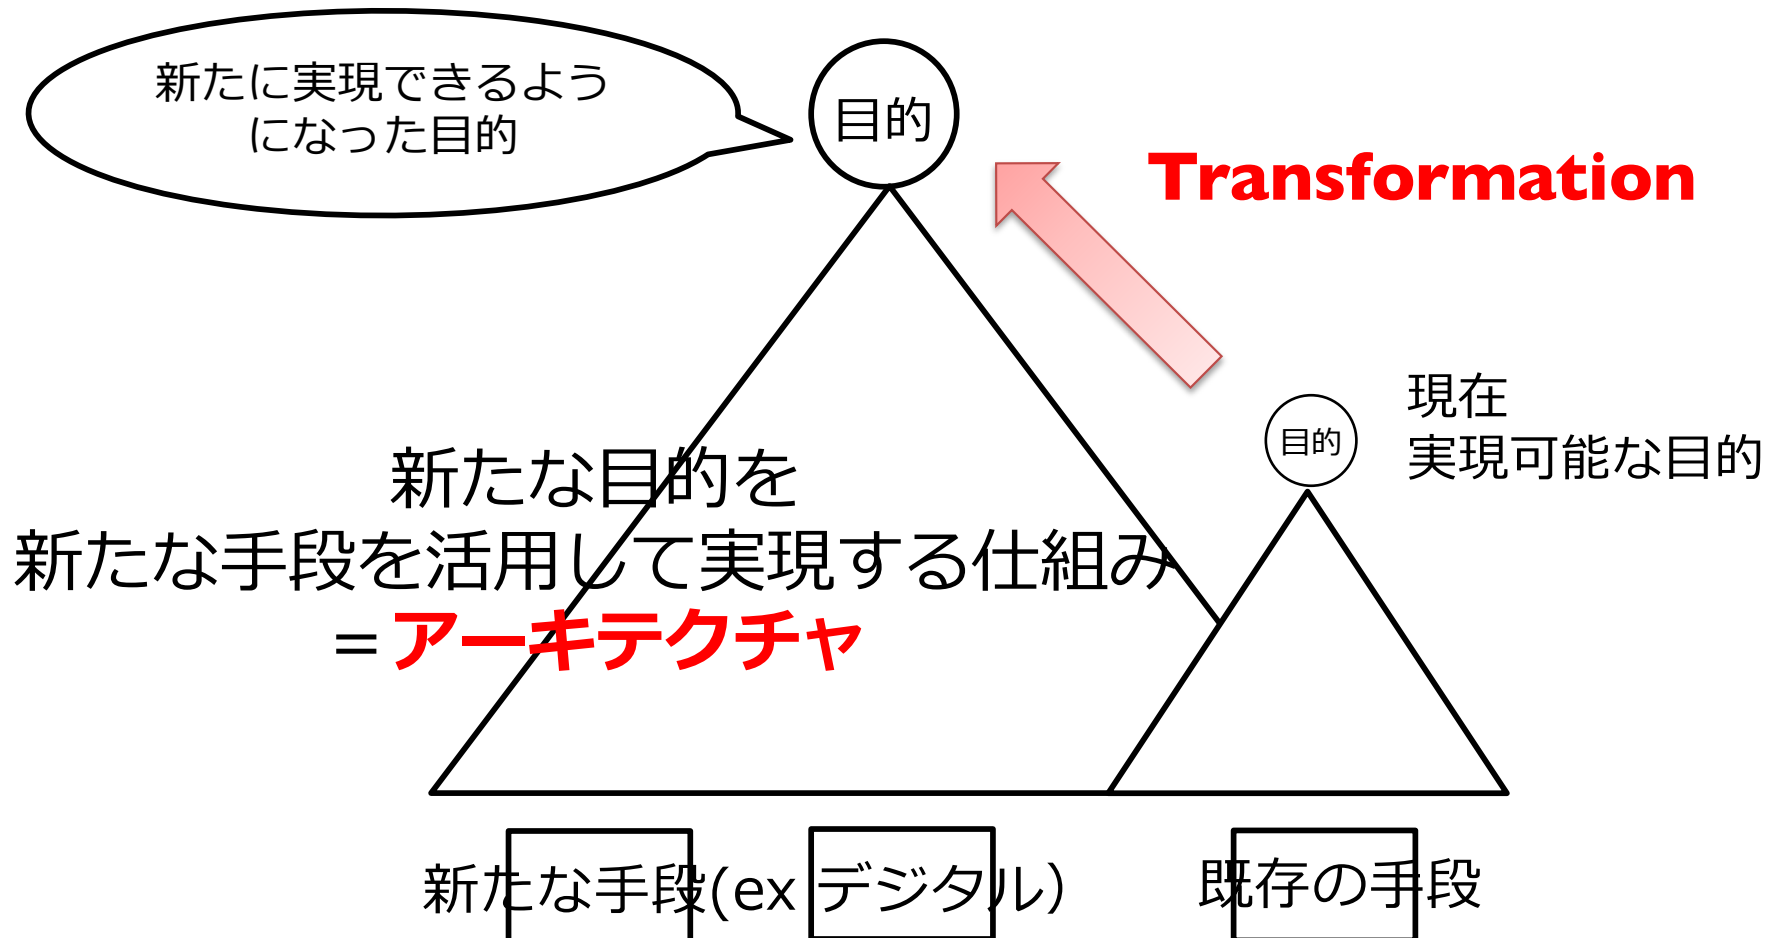 新たに実現できるよう
になった目的
目的
Transformation
現在
実現可能な目的
目的
新たな目的を
新たな手段を活用して実現する仕組み
＝アーキテクチャ
新たな手段(ex デジタル）
既存の手段